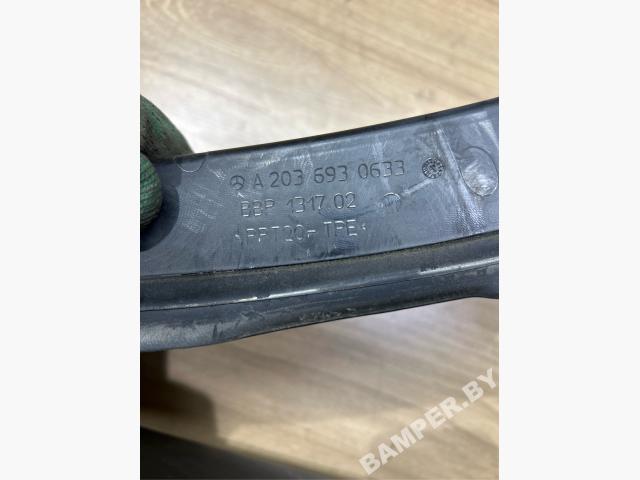 A 203 693 0633
BBP 1317 02
>PPT20-TPE<
BAMPER.BY